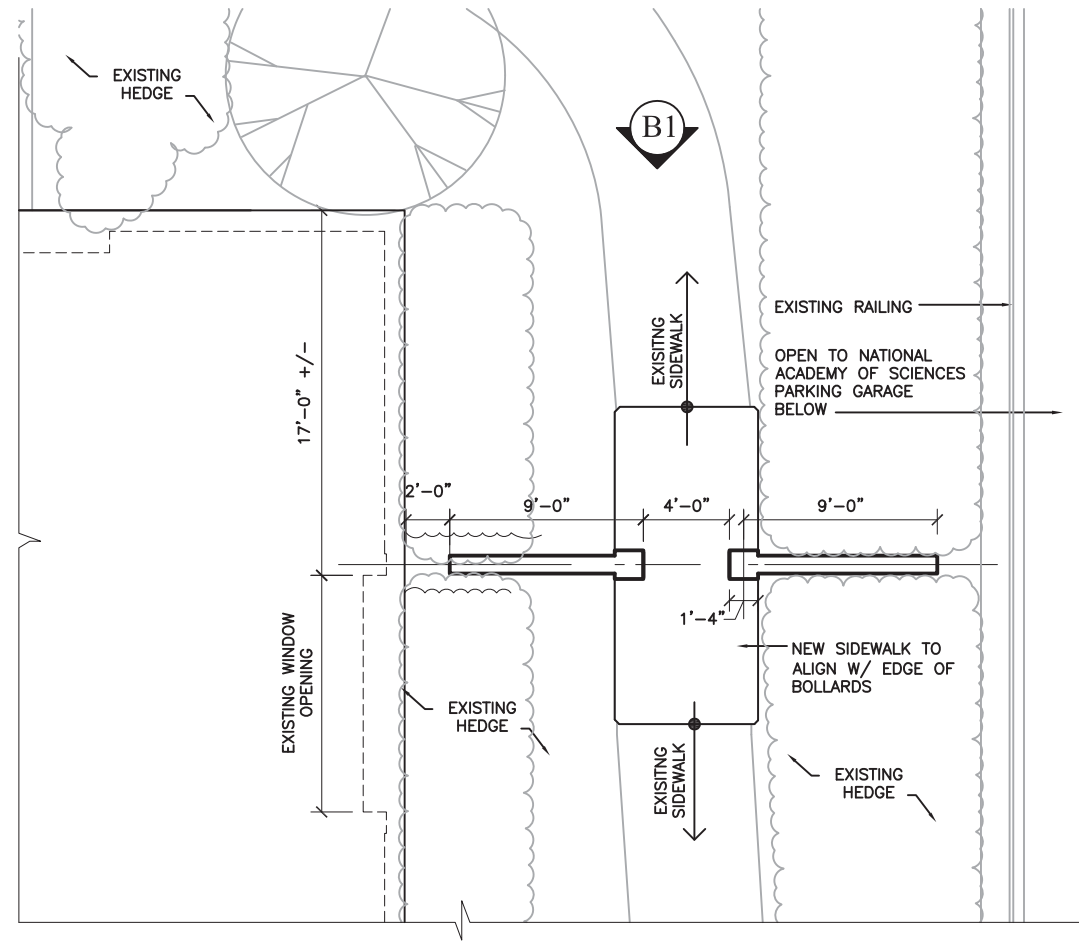 EXISTING
HEDGE
B1
EXISITNG
SIDEWALK
EXISTING RAILING
OPEN TO NATIONAL
ACADEMY OF SCIENCES
PARKING GARAGE
BELOW
17'-0" +/-
2'-0"
9'-0"
4'-0"
9'-0"
1'-4"
EXISTING WINDOW
OPENING
NEW SIDEWALK TO
ALIGN W/ EDGE OF
BOLLARDS
EXISTING
HEDGE
EXISITNG
SIDEWALK
EXISTING
HEDGE